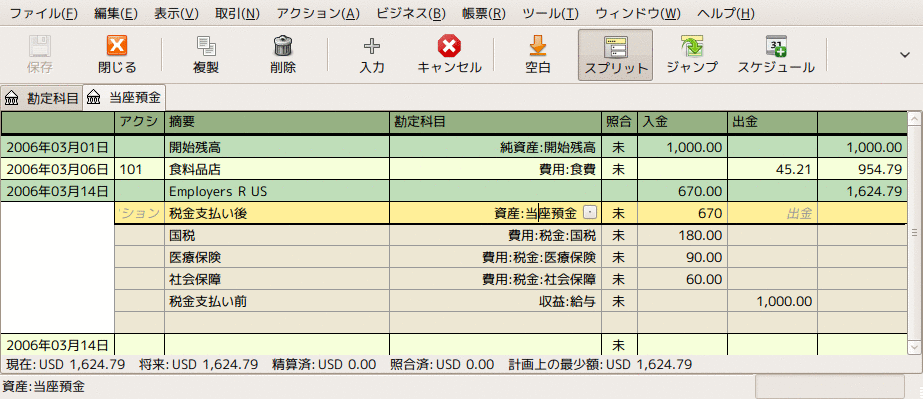 ファイル(F) 編集(E) 表示(V) 取引(N) アクション(A) ビジネス(B) 帳票(R) ツール(T) ウィンドウ(W) ヘルプ(H)
保存 閉じる 複製 削除 入力 キャンセル 空白 スプリット ジャンプ スケジュール
勘定科目 当座預金
アクシ 摘要 勘定科目 照合 入金 出金
2006年03月01日 開始残高 純資産:開始残高 未 1,000.00 1,000.00
2006年03月06日 101 食料品店 費用:食費 未 45.21 954.79
2006年03月14日 Employers R US 670.00 1,624.79
ション 税金支払い後 資産:当座預金 未 670 出金
国税 費用:税金:国税 未 180.00
医療保険 費用:税金:医療保険 未 90.00
社会保障 費用:税金:社会保障 未 60.00
税金支払い前 収益:給与 未 1,000.00
2006年03月14日 未
現在: USD 1,624.79 将来: USD 1,624.79 精算済: USD 0.00 照合済: USD 0.00 計画上の最少額: USD 1,624.79
資産:当座預金